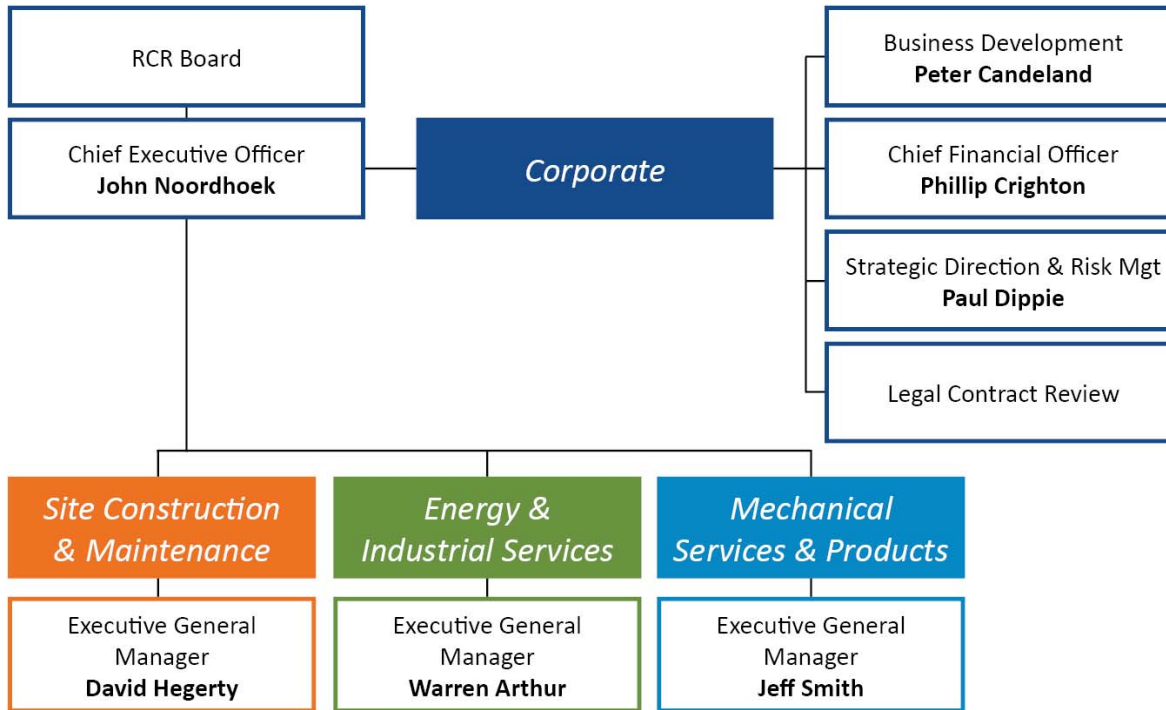 RCR Board
Chief Executive Officer
John Noordhoek
Corporate
Business Development
Peter Candeland
Chief Financial Officer
Phillip Crighton
Strategic Direction & Risk Mgt
Paul Dippie
Legal Contract Review
Site Construction
& Maintenance
Executive General
Manager
David Hegerty
Energy &
Industrial Services
Executive General
Manager
Warren Arthur
Mechanical
Services & Products
Executive General
Manager
Jeff Smith